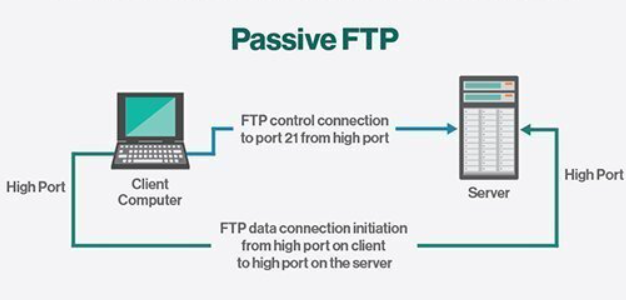 Passive FTP
FTP control connection
to port 21 from high port
High Port
Client
Computer
Server
High Port
FTP data connection initiation
from high port on client
to high port on the server